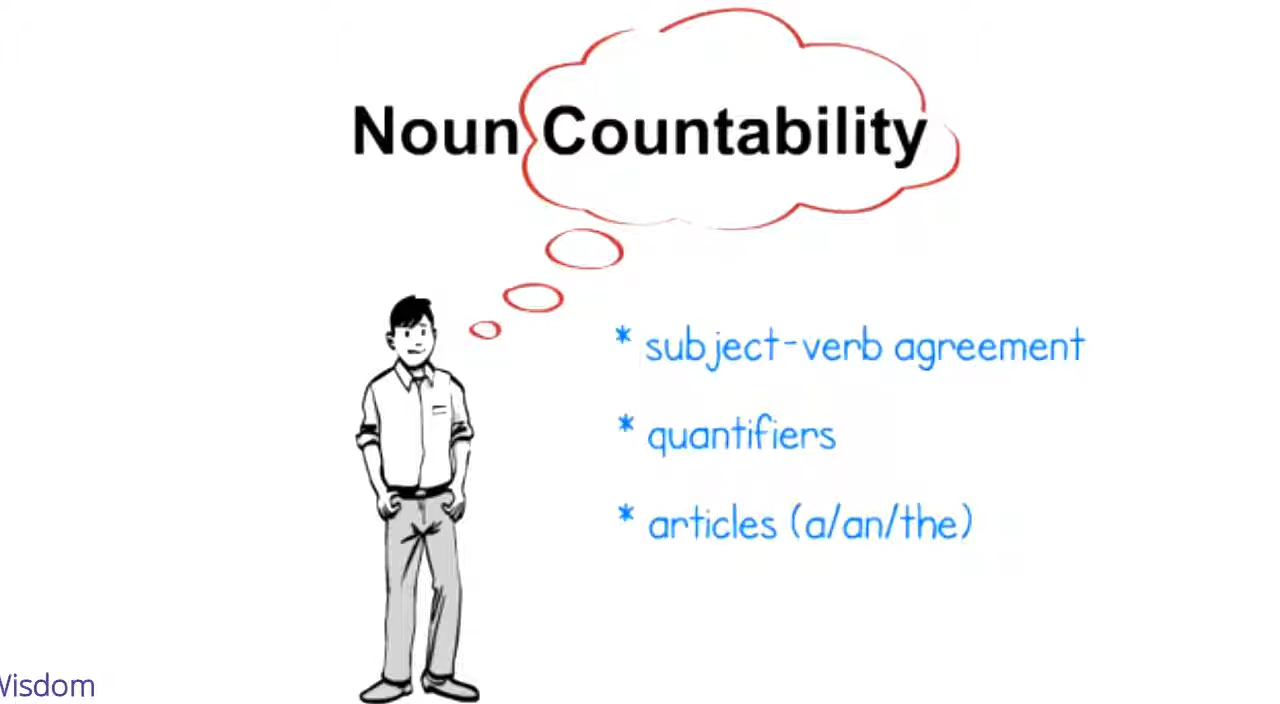 Noun Countability
* subject-verb agreement
* quantifiers
* articles (a/an/the)
Wisdom